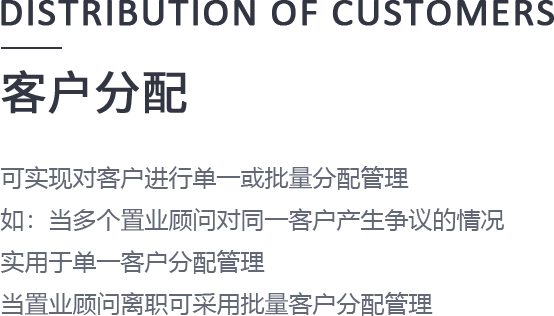 DISTRIBUTION OF CUSTOMERS
客户分配
可实现对客户进行单一或批量分配管理
如：当多个置业顾问对同一客户产生争议的情况
实用于单一客户分配管理
当置业顾问离职可采用批量客户分配管理